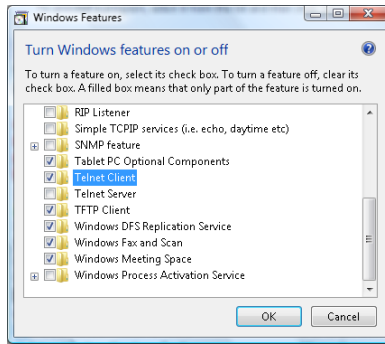 Windows Features
Turn Windows features on or off
To turn a feature on, select its check box. To turn a feature off, clear its
check box. A filled box means that only part of the feature is turned on.
RIP Listener
Simple TCPIP services (i.e. echo, daytime etc)
SNMP feature
Tablet PC Optional Components
Telnet Client
Telnet Server
TFTP Client
Windows DFS Replication Service
Windows Fax and Scan
Windows Meeting Space
Windows Process Activation Service
OK Cancel